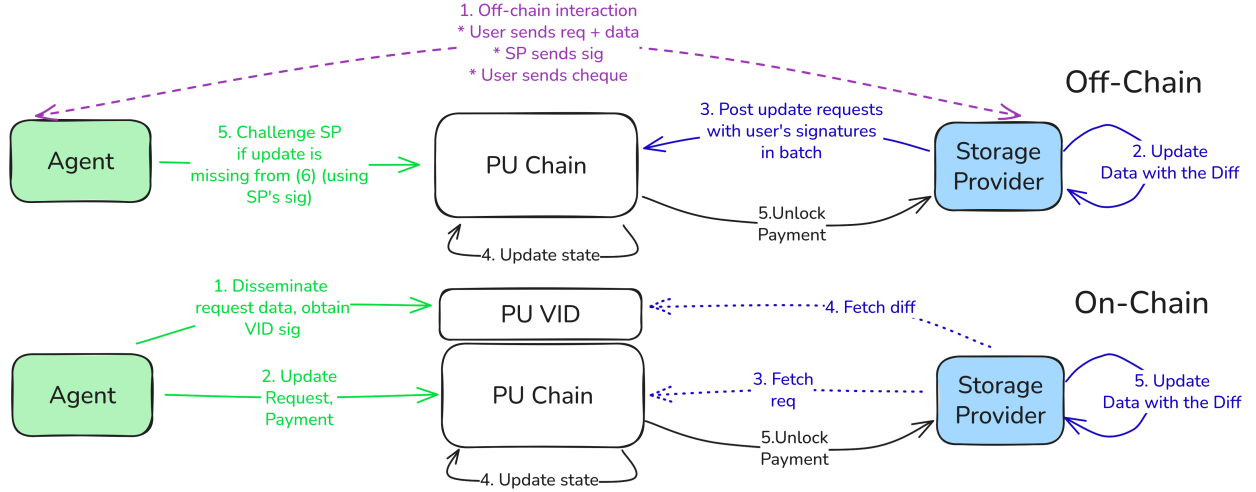 1. Off-chain interaction
* User sends req + data
* SP sends sig
* User sends cheque
Off-Chain
Agent
5. Challenge SP
if update is
missing from (6) (using
SP's sig)
PU Chain
3. Post update requests
with user's signatures
in batch
Storage
Provider
2. Update
Data with the Diff
5.Unlock
Payment
4. Update state
1. Disseminate
request data, obtain
VID sig
PU VID
4. Fetch diff
On-Chain
Agent
2. Update
Request,
Payment
PU Chain
3. Fetch
req
Storage
Provider
5. Update
Data with the Diff
5.Unlock
Payment
4. Update state